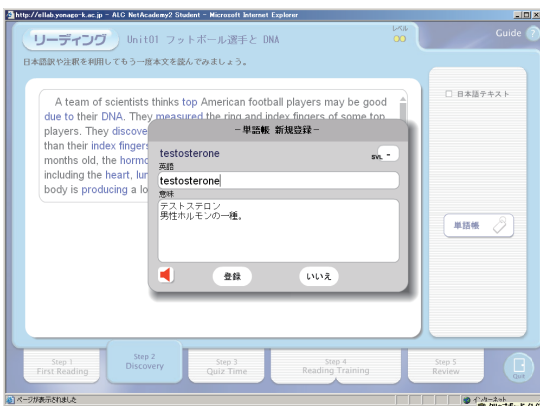 http://ellab.yonago-k.ac.jp - ALC NetAcademy2 Student - Microsoft Internet Explorer
リーディング Unit01 フットボール選手と DNA
レベル
Guide ?
日本語訳や注釈を利用してもう一度本文を読んでみましょう。
A team of scientists thinks top American football players may be good
due to their DNA. They measured the ring and index fingers of some top
players. They discove
than their index fingers
months old, the hormo
including the heart, lun
body is producing a lo
日本語テキスト
単語帳
－単語帳 新規登録－
testosterone
SVL -
英語
testosterone
意味
テストステロン
男性ホルモンの一種。
登録
いいえ
Step 1
First Reading
Step 2
Discovery
Step 3
Quiz Time
Step 4
Reading Training
Step 5
Review
Quit
ページが表示されました
インターネット